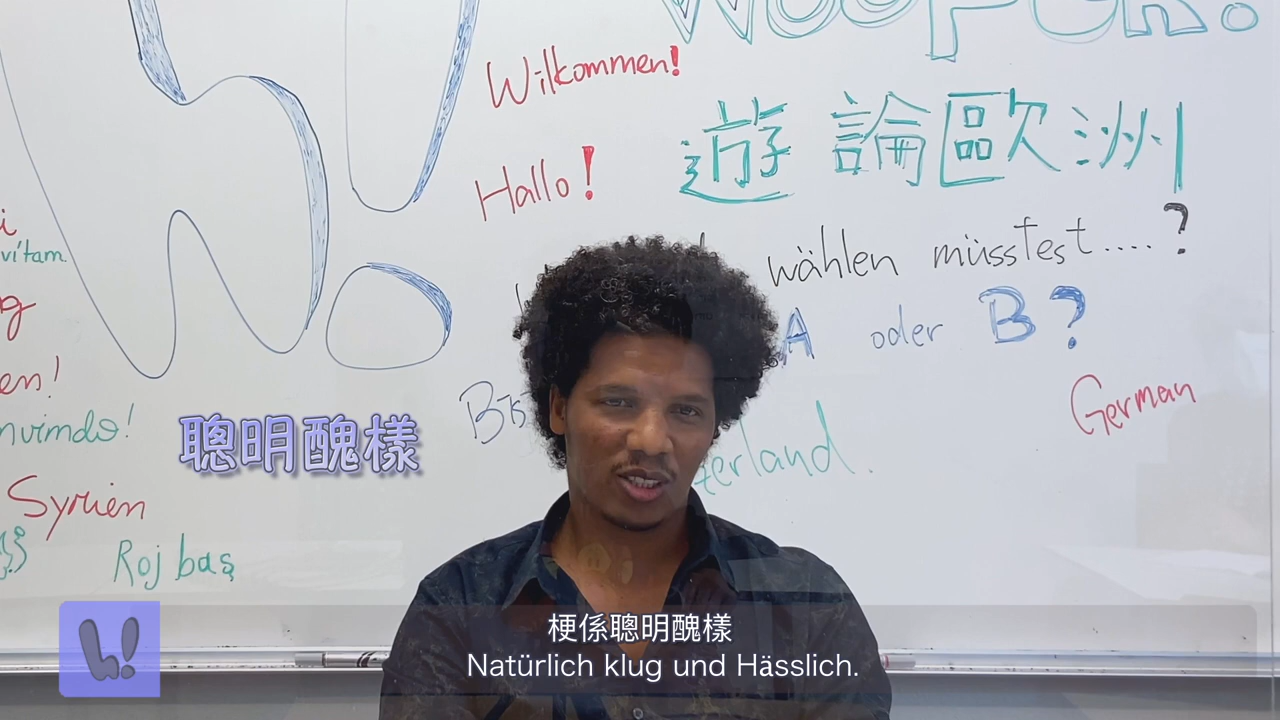 WOOPER!
Wilkommen!
遊論歐洲
Hallo!
wählen müsstest....?
A oder B?
German
聰明醜樣
Syrien
Roj baş
梗係聰明醜樣
Natürlich klug und Hässlich.